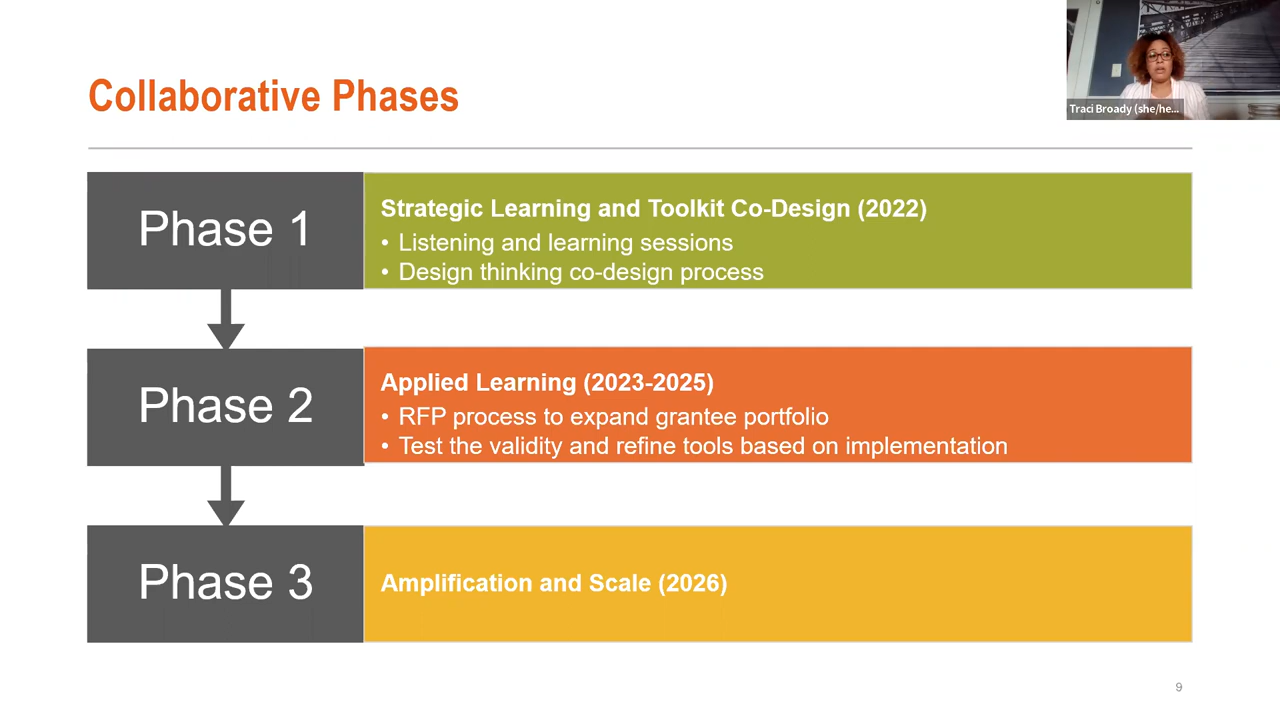 Collaborative Phases
Traci Broady (she/he...
Phase 1
Strategic Learning and Toolkit Co-Design (2022)
• Listening and learning sessions
• Design thinking co-design process
Phase 2
Applied Learning (2023-2025)
• RFP process to expand grantee portfolio
• Test the validity and refine tools based on implementation
Phase 3
Amplification and Scale (2026)
9